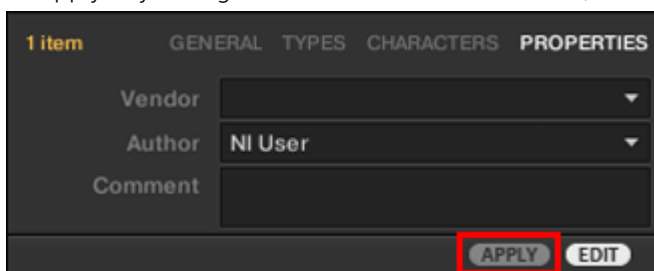 1 item GENERAL TYPES CHARACTERS PROPERTIES
Vendor
Author NI User
Comment
APPLY EDIT